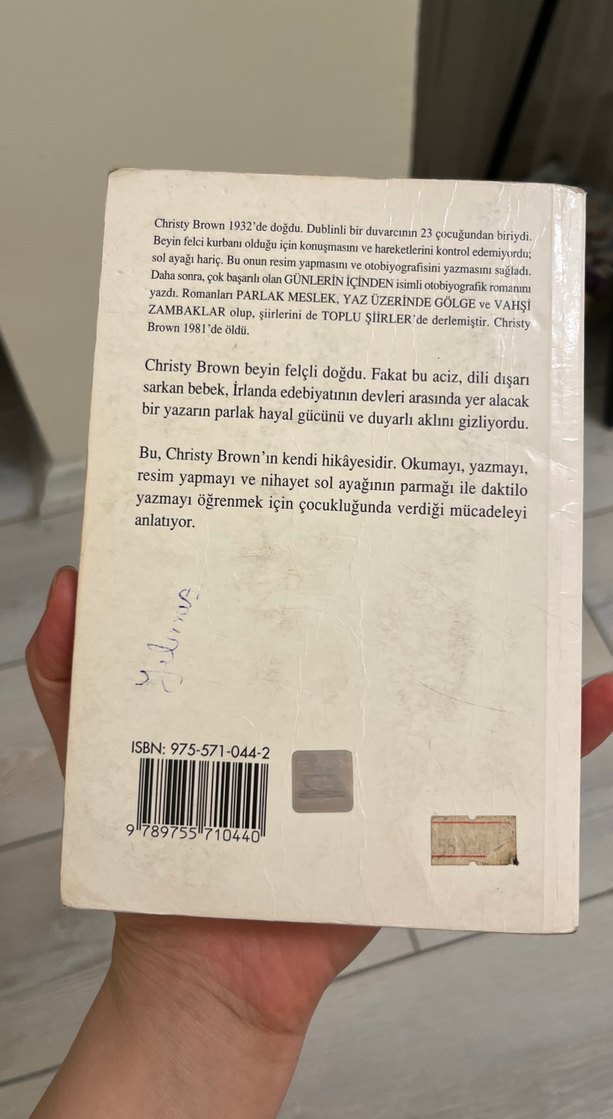 Christy Brown 1932'de doğdu. Dublinli bir duvarcının 23 çocuğundan biriydi.
Beyin felci kurbanı olduğu için konuşmasını ve hareketlerini kontrol edemiyordu;
sol ayağı hariç. Bu onun resim yapmasını ve otobiyografisini yazmasını sağladı.
Daha sonra, çok başarılı olan GÜNLERİN İÇİNDEN isimli otobiyografik romanını
yazdı. Romanları PARLAK MESLEK, YAZ ÜZERİNDE GÖLGE ve VAHŞİ
ZAMBAKLAR olup, şiirlerini de TOPLU ŞİİRLER'de derlemiştir. Christy
Brown 1981'de öldü.
Christy Brown beyin felçli doğdu. Fakat bu aciz, dili dışarı
sarkan bebek, İrlanda edebiyatının devleri arasında yer alacak
bir yazarın parlak hayal gücünü ve duyarlı aklını gizliyordu.
Bu, Christy Brown'ın kendi hikâyesidir. Okumayı, yazmayı,
resim yapmayı ve nihayet sol ayağının parmağı ile daktilo
yazmayı öğrenmek için çocukluğunda verdiği mücadeleyi
anlatıyor.
ISBN: 975-571-044-2
9 789755 710440